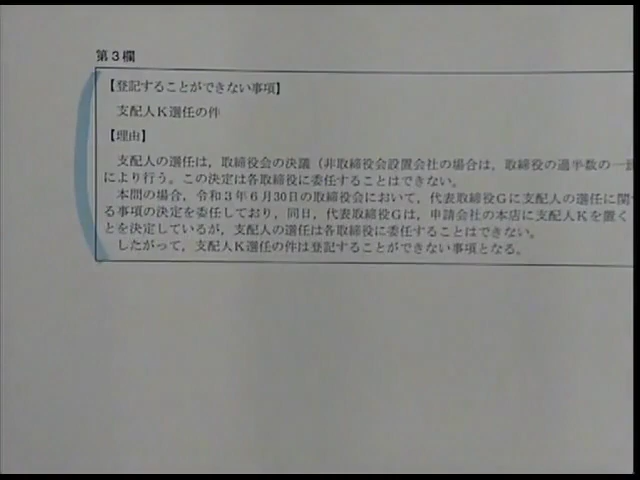 第３欄
【登記することができない事項】
支配人Ｋ選任の件
【理由】
支配人の選任は，取締役会の決議（非取締役会設置会社の場合は，取締役の過半数の一
により行う。この決定は各取締役に委任することはできない。
本問の場合，令和３年６月30日の取締役会において，代表取締役Ｇに支配人の選任に関
る事項の決定を委任しており，同日，代表取締役Ｇは，申請会社の本店に支配人Ｋを置く
とを決定しているが，支配人の選任は各取締役に委任することはできない。
したがって，支配人Ｋ選任の件は登記することができない事項となる。